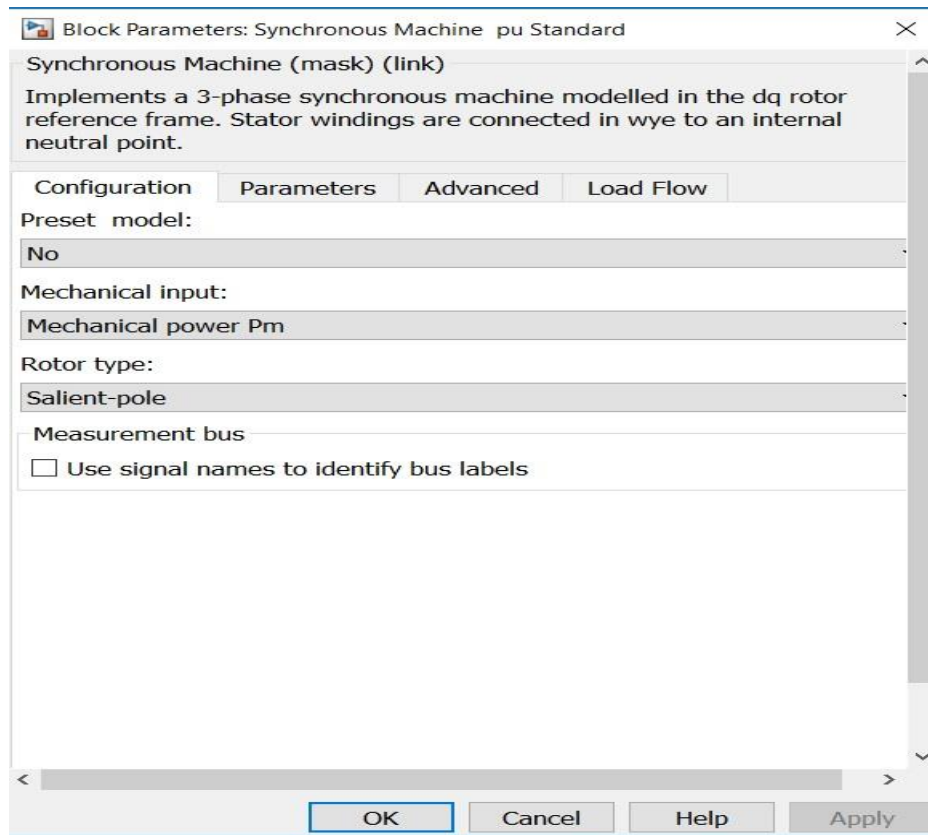 Block Parameters: Synchronous Machine pu Standard
Synchronous Machine (mask) (link)
Implements a 3-phase synchronous machine modelled in the dq rotor
reference frame. Stator windings are connected in wye to an internal
neutral point.
Configuration Parameters Advanced Load Flow
Preset model:
No
Mechanical input:
Mechanical power Pm
Rotor type:
Salient-pole
Measurement bus
Use signal names to identify bus labels
OK Cancel Help Apply